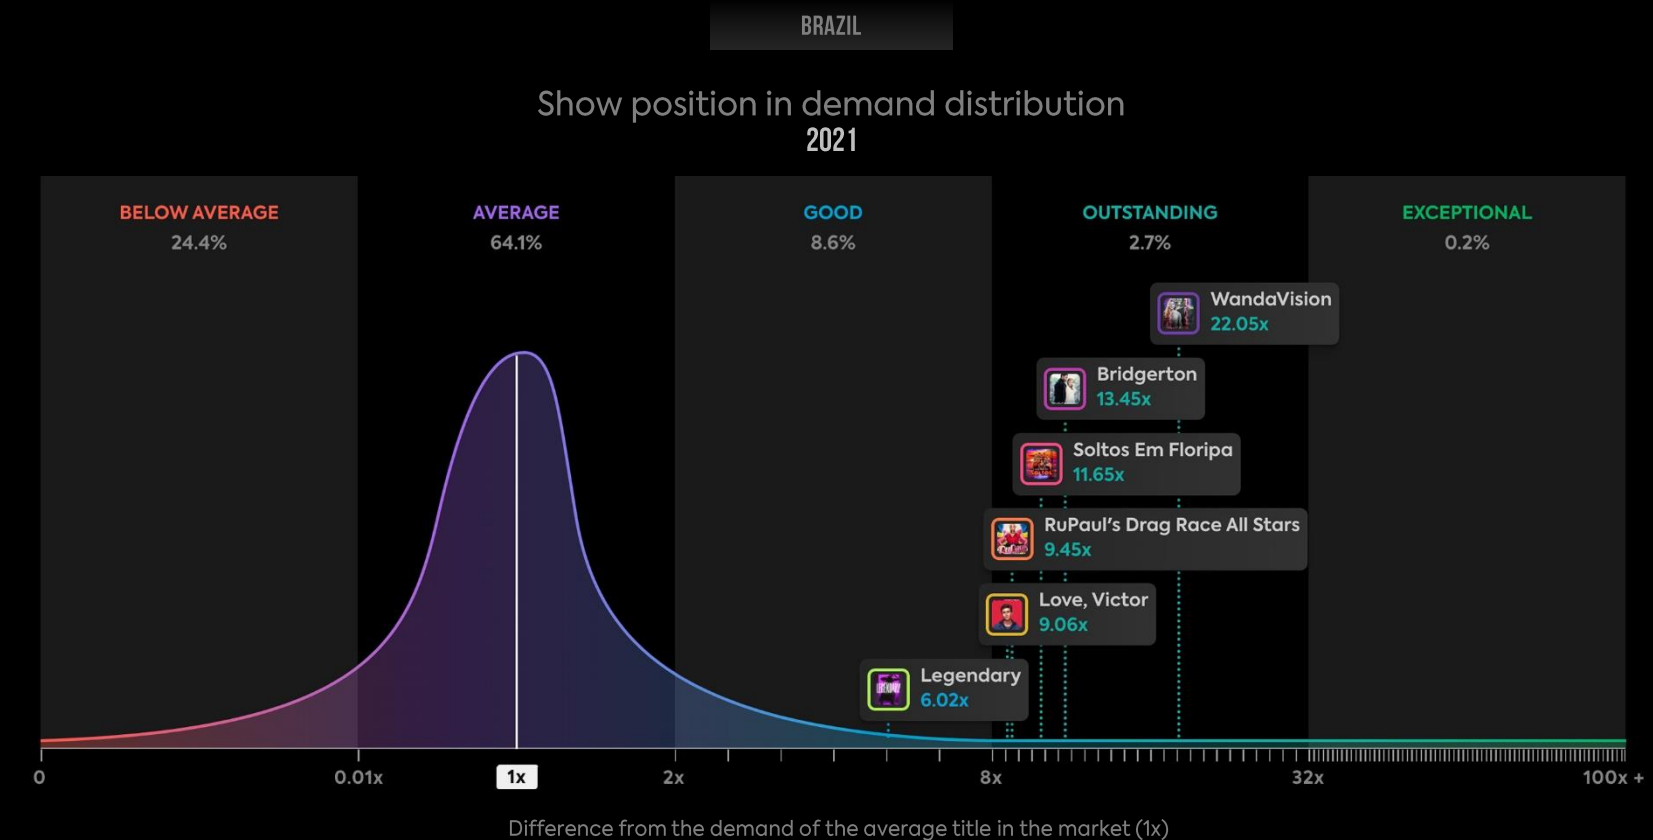 BRAZIL
Show position in demand distribution
2021
BELOW AVERAGE
24.4%
AVERAGE
64.1%
GOOD
8.6%
OUTSTANDING
2.7%
EXCEPTIONAL
0.2%
WandaVision
22.05x
Bridgerton
13.45x
Soltos Em Floripa
11.65x
RuPaul's Drag Race All Stars
9.45x
Love, Victor
9.06x
Legendary
6.02x
0 0.01x 1x 2x 8x 32x 100x +
Difference from the demand of the average title in the market (1x)